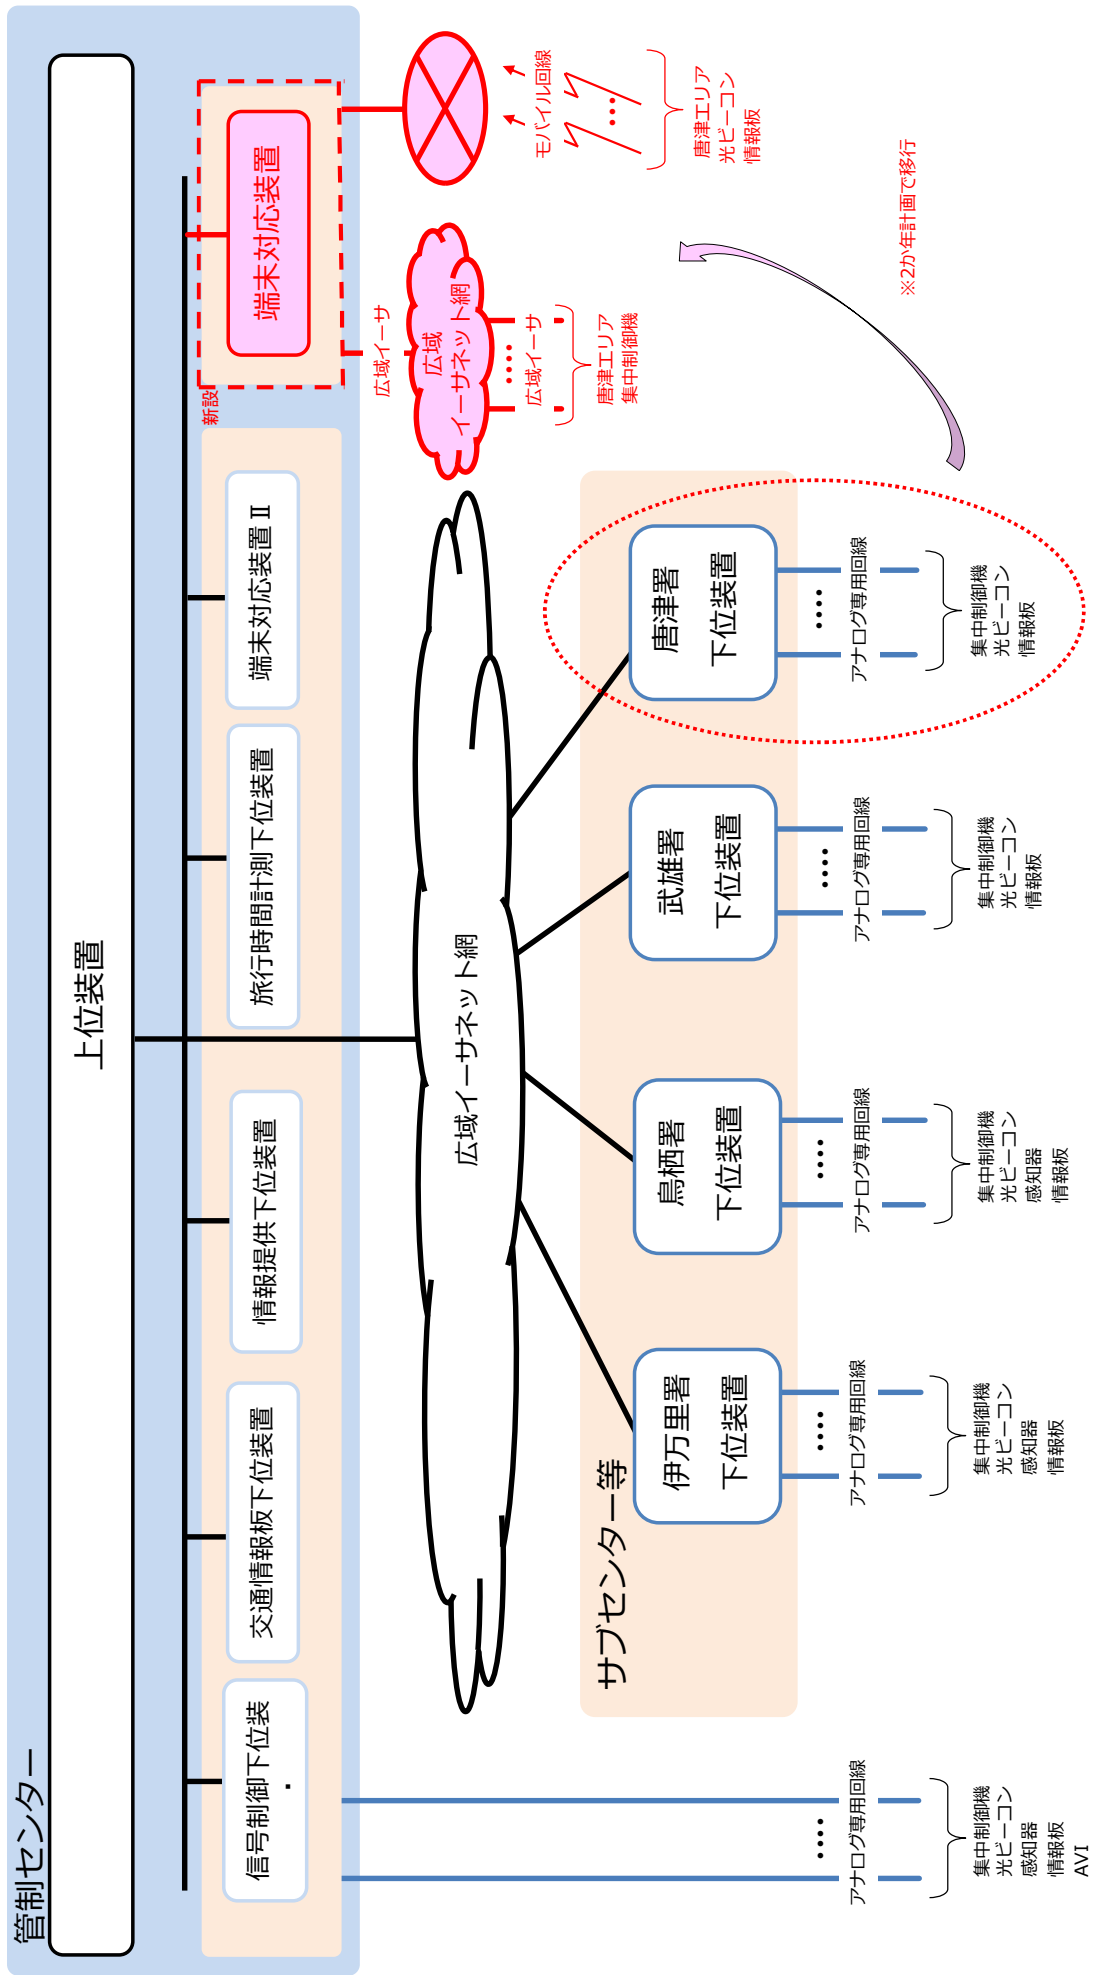 管制センター
上位装置
信号制御下位装
交通情報板下位装置
情報提供下位装置
旅行時間計測下位装置
端末対応装置Ⅱ
新設
端末対応装置
広域イーサネット網
広域イーサ
広域
イーサネット網
広域イーサ
唐津エリア
集中制御機
モバイル回線
唐津エリア
光ビーコン
情報板
※2か年計画で移行
サブセンター等
伊万里署
下位装置
鳥栖署
下位装置
武雄署
下位装置
唐津署
下位装置
アナログ専用回線
集中制御機
光ビーコン
感知器
情報板
AVI
アナログ専用回線
集中制御機
光ビーコン
感知器
情報板
アナログ専用回線
集中制御機
光ビーコン
感知器
情報板
アナログ専用回線
集中制御機
光ビーコン
情報板
アナログ専用回線
集中制御機
光ビーコン
情報板